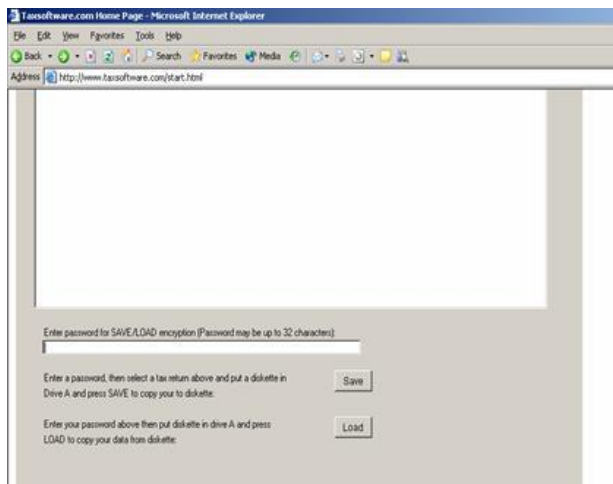 Taxsoftware.com Home Page - Microsoft Internet Explorer
File Edit View Favorites Tools Help
Back Search Favorites Media
Address http://www.taxsoftware.com/start.html
Enter password for SAVE/LOAD encryption (Password may be up to 32 characters):
Enter a password, then select a tax return above and put a diskette in
Drive A and press SAVE to copy your to diskette:
Save
Enter your password above then put diskette in drive A and press
LOAD to copy your data from diskette:
Load